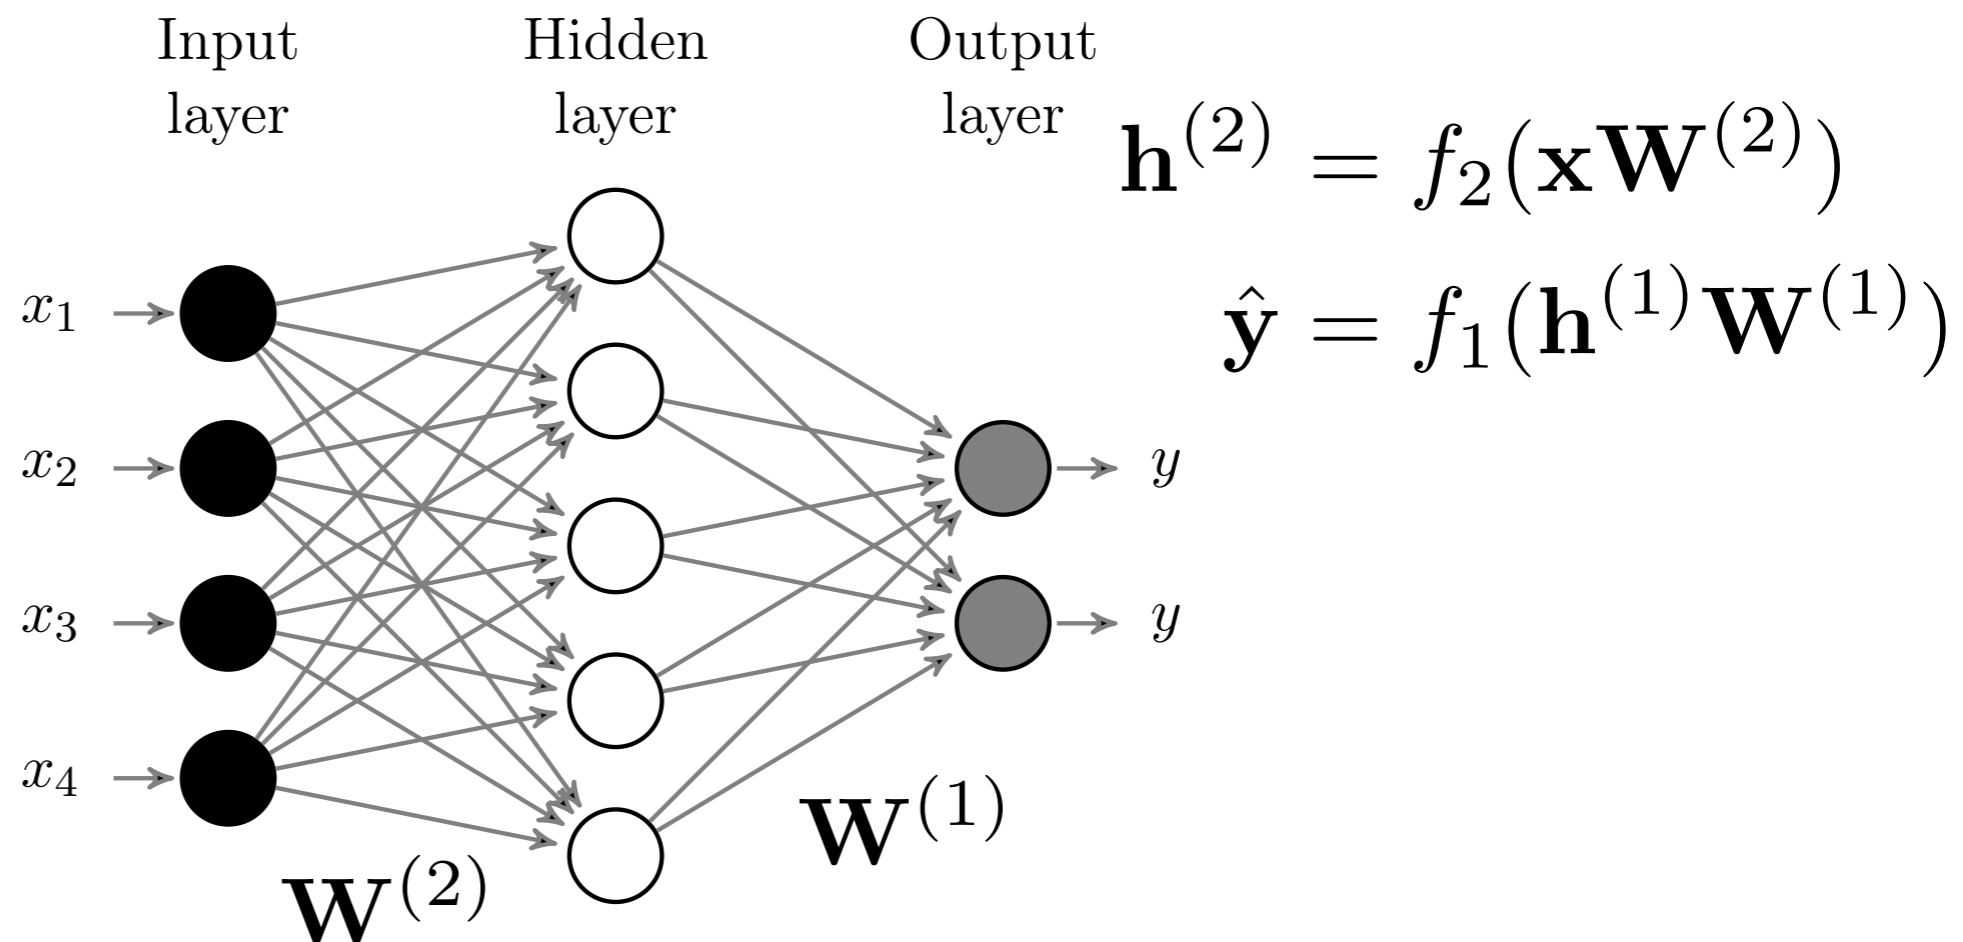 Input layer
Hidden layer
Output layer
h^(2) = f_2(xW^(2))
ŷ = f_1(h^(1)W^(1))
x_1
x_2
x_3
x_4
y
y
W^(1)
W^(2)